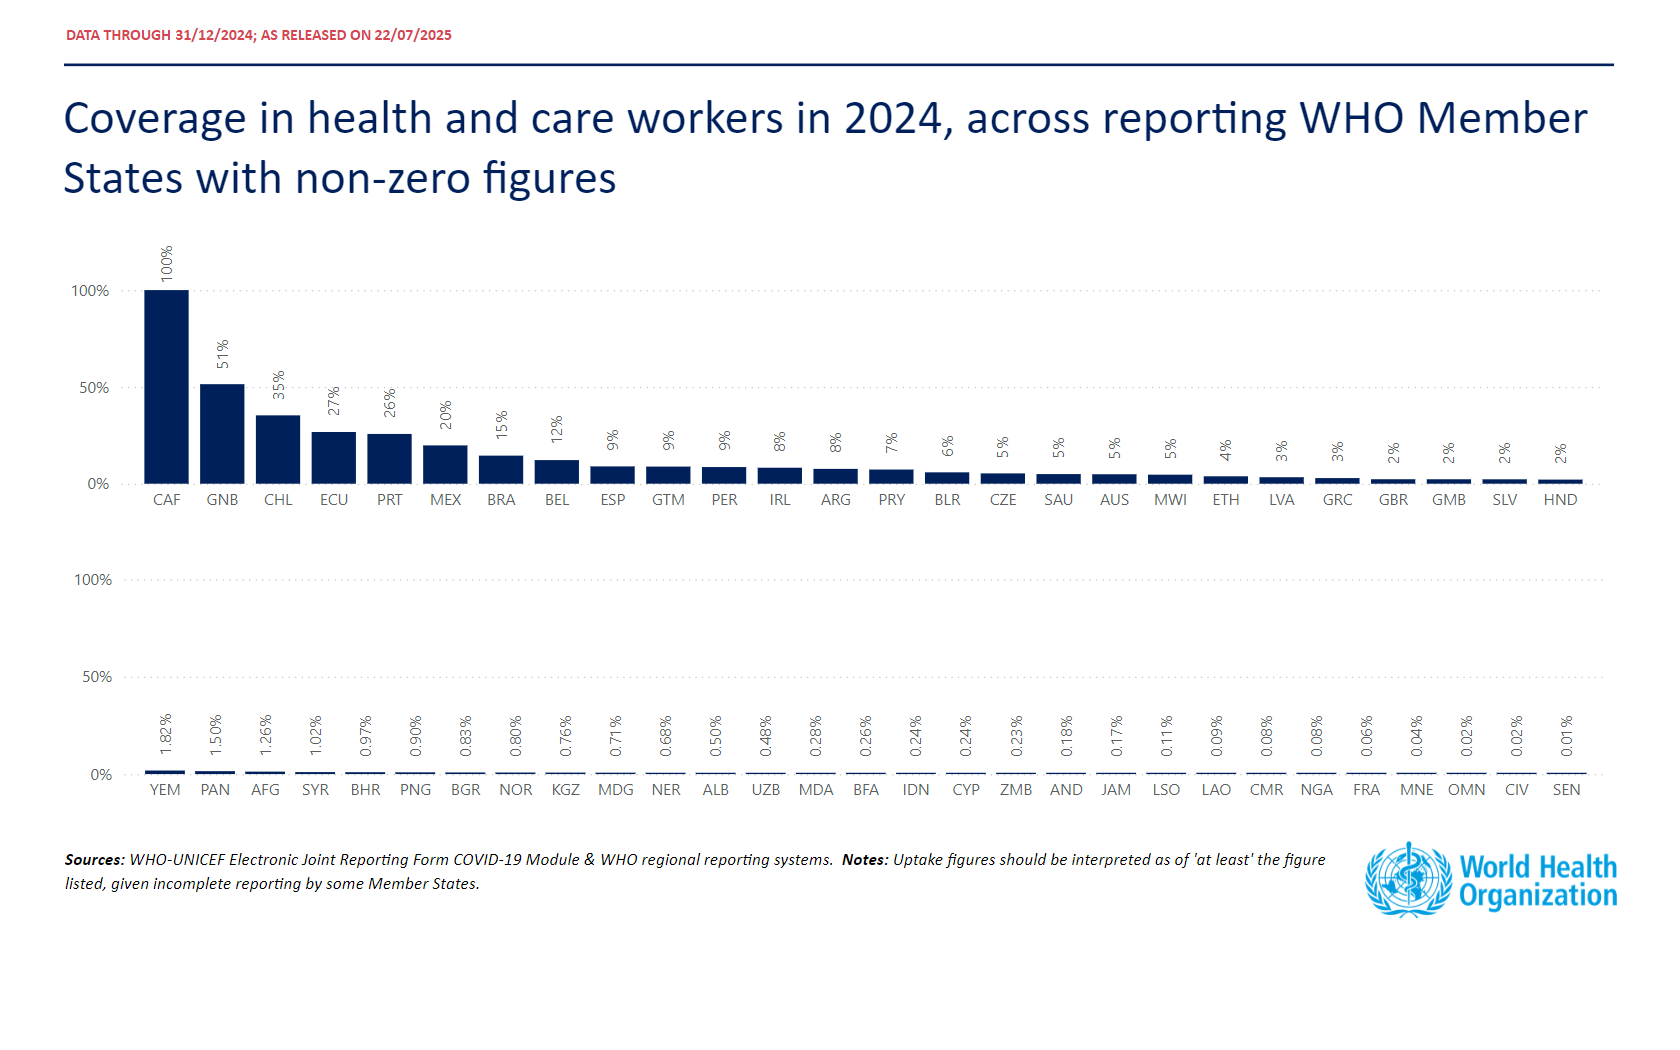 DATA THROUGH 31/12/2024; AS RELEASED ON 22/07/2025
Coverage in health and care workers in 2024, across reporting WHO Member
States with non-zero figures
100%
50%
0%
100% 51% 35% 27% 26% 20% 15% 12% 9% 9% 9% 8% 8% 7% 6% 5% 5% 5% 5% 4% 3% 3% 2% 2% 2% 2%
CAF GNB CHL ECU PRT MEX BRA BEL ESP GTM PER IRL ARG PRY BLR CZE SAU AUS MWI ETH LVA GRC GBR GMB SLV HND
100%
50%
0%
1.82% 1.50% 1.26% 1.02% 0.97% 0.90% 0.83% 0.80% 0.76% 0.71% 0.68% 0.50% 0.48% 0.28% 0.26% 0.24% 0.24% 0.23% 0.18% 0.17% 0.11% 0.09% 0.08% 0.08% 0.06% 0.04% 0.02% 0.02% 0.01%
YEM PAN AFG SYR BHR PNG BGR NOR KGZ MDG NER ALB UZB MDA BFA IDN CYP ZMB AND JAM LSO LAO CMR NGA FRA MNE OMN CIV SEN
Sources: WHO-UNICEF Electronic Joint Reporting Form COVID-19 Module & WHO regional reporting systems. Notes: Uptake figures should be interpreted as of 'at least' the figure
listed, given incomplete reporting by some Member States.
World Health
Organization